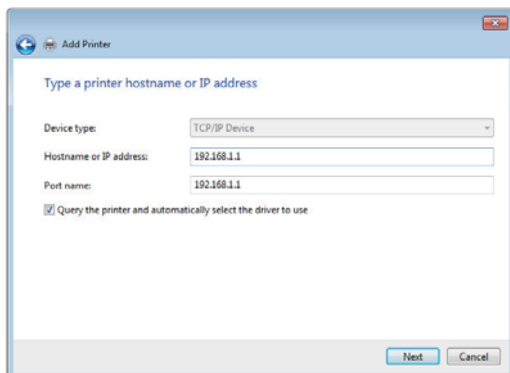 Add Printer
Type a printer hostname or IP address
Device type: TCP/IP Device
Hostname or IP address: 192.168.1.1
Port name: 192.168.1.1
Query the printer and automatically select the driver to use
Next Cancel